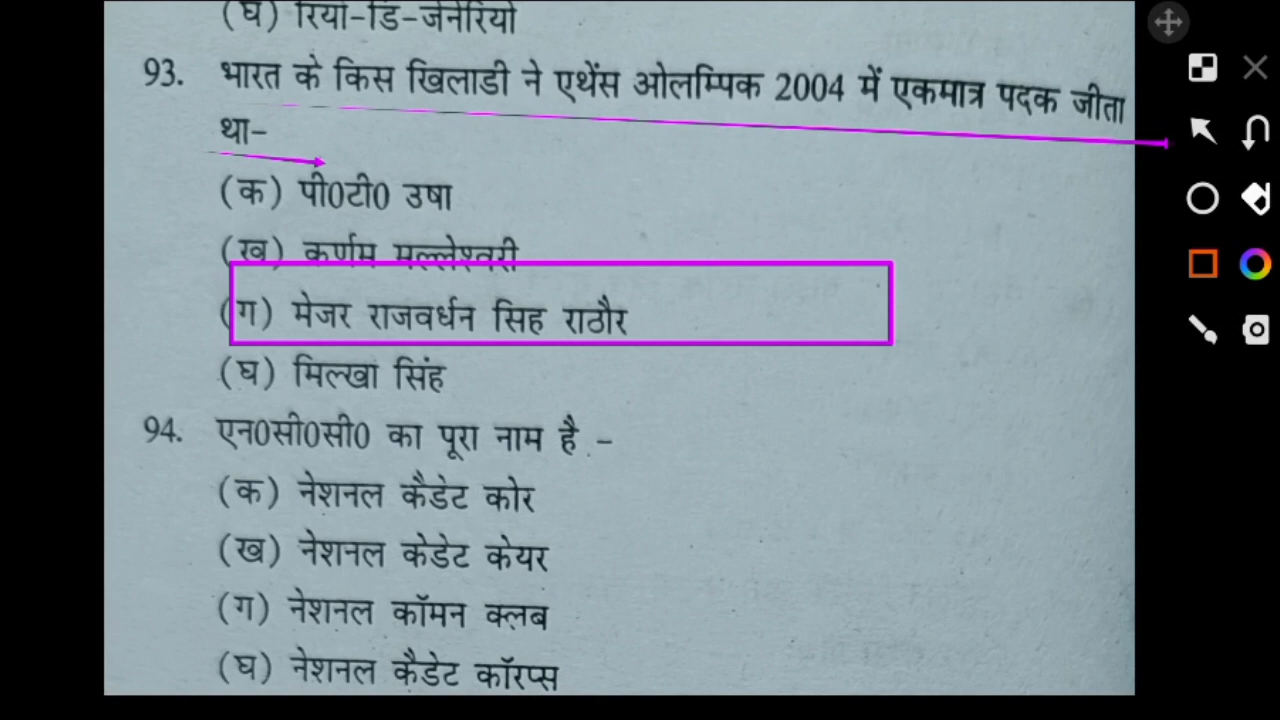 (घ) रियो-डि-जेनेरियो
93. भारत के किस खिलाडी ने एथेंस ओलम्पिक 2004 में एकमात्र पदक जीता
था-
(क) पी0टी0 उषा
(ख) कर्णम मल्लेश्वरी
(ग) मेजर राजवर्धन सिह राठौर
(घ) मिल्खा सिंह
94. एन0सी0सी0 का पूरा नाम है -
(क) नेशनल कैडेट कोर
(ख) नेशनल केडेट केयर
(ग) नेशनल कॉमन क्लब
(घ) नेशनल कैडेट कॉरप्स